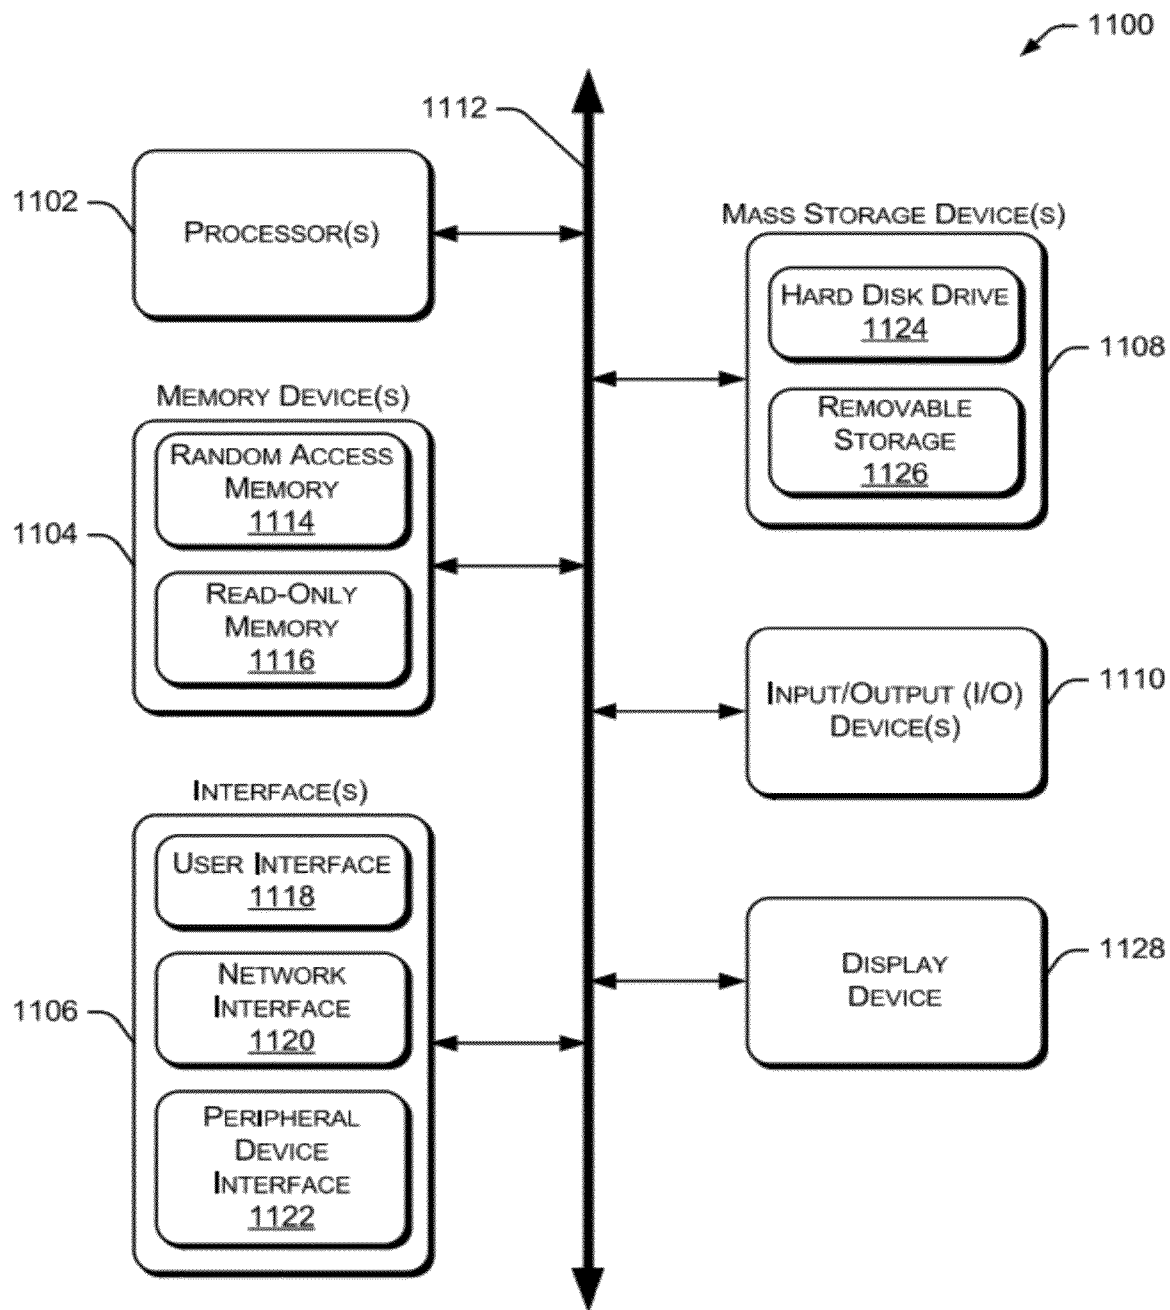 1100
1112
1102
PROCESSOR(S)
MASS STORAGE DEVICE(S)
HARD DISK DRIVE
1124
1108
REMOVABLE
STORAGE
1126
MEMORY DEVICE(S)
RANDOM ACCESS
MEMORY
1114
1104
READ-ONLY
MEMORY
1116
INPUT/OUTPUT (I/O)
DEVICE(S)
1110
INTERFACE(S)
USER INTERFACE
1118
NETWORK
INTERFACE
1120
1106
PERIPHERAL
DEVICE
INTERFACE
1122
DISPLAY
DEVICE
1128